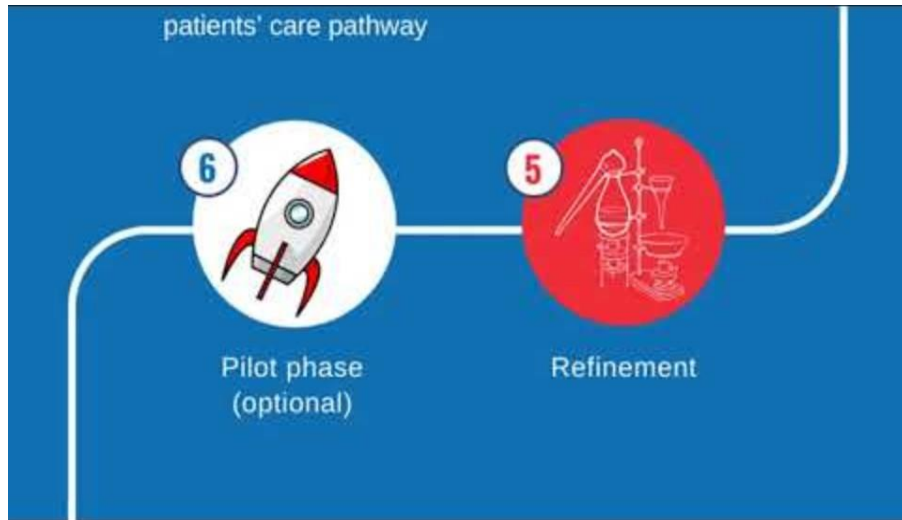 patients' care pathway
6
5
Pilot phase
(optional)
Refinement